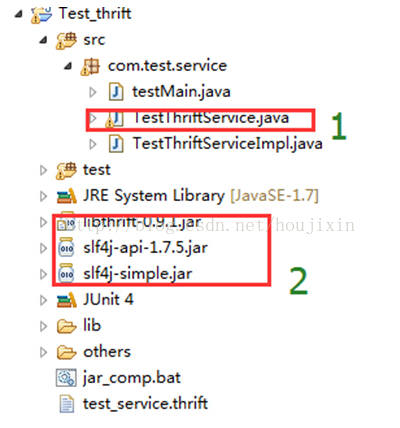 Test_thrift
src
com.test.service
testMain.java
TestThriftService.java
1
TestThriftServiceImpl.java
test
JRE System Library [JavaSE-1.7]
libthrift-0.9.1.jar
http://blog.csdn.net/houjixin
slf4j-api-1.7.5.jar
slf4j-simple.jar
2
JUnit 4
lib
others
jar_comp.bat
test_service.thrift